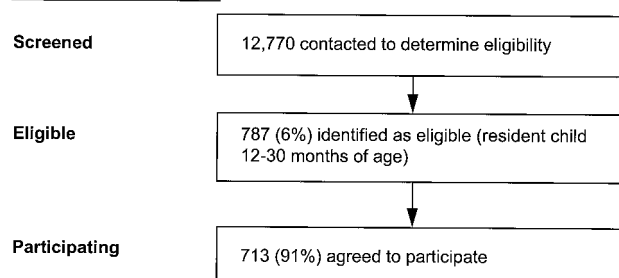 Screened
12,770 contacted to determine eligibility
Eligible
787 (6%) identified as eligible (resident child
12-30 months of age)
Participating
713 (91%) agreed to participate